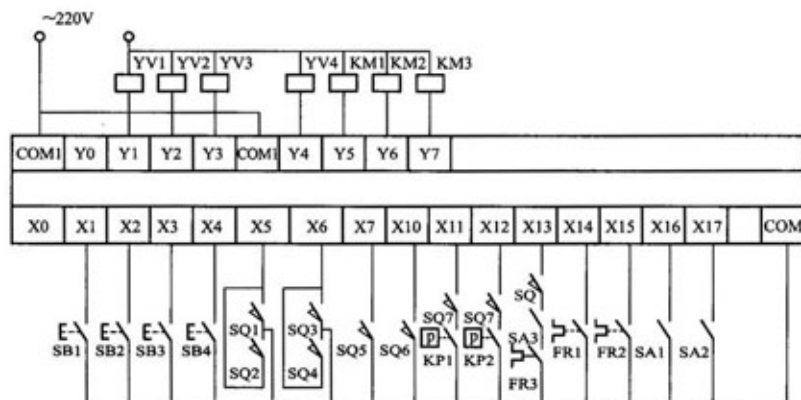 ~220V
YV1 YV2 YV3 YV4 KM1 KM2 KM3
COM1 Y0 Y1 Y2 Y3 COM1 Y4 Y5 Y6 Y7
X0 X1 X2 X3 X4 X5 X6 X7 X10 X11 X12 X13 X14 X15 X16 X17 COM
SQ7 SQ7 SQ
SQ1 SQ3 SA3
SB1 SB2 SB3 SB4 SQ5 SQ6 P KP1 P KP2 FR1 FR2 SA1 SA2
SQ2 SQ4 FR3